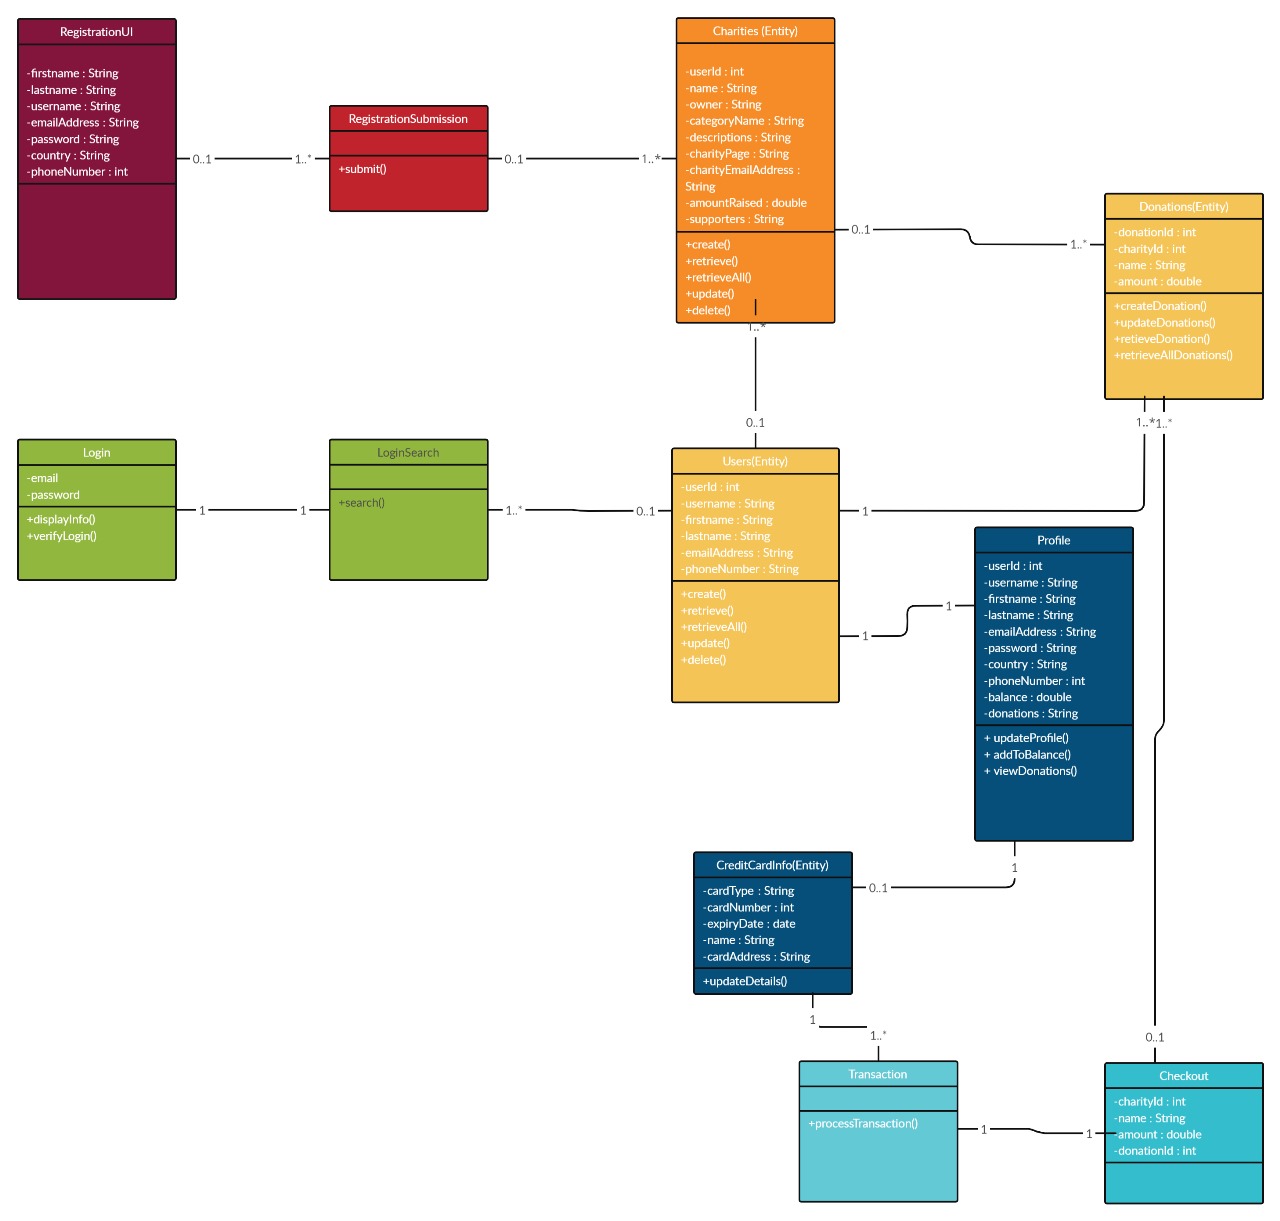 RegistrationUI
-firstname : String
-lastname : String
-username : String
-emailAddress : String
-password : String
-country : String
-phoneNumber : int
0..1
1..*
RegistrationSubmission
+submit()
0..1
1..*
Charities (Entity)
-userId : int
-name : String
-owner : String
-categoryName : String
-descriptions : String
-charityPage : String
-charityEmailAddress :
String
-amountRaised : double
-supporters : String
+create()
+retrieve()
+retrieveAll()
+update()
+delete()
0..1
1..*
Donations(Entity)
-donationId : int
-charityId : int
-name : String
-amount : double
+createDonation()
+updateDonations()
+retieveDonation()
+retrieveAllDonations()
1..*
0..1
1..*
1..*
Login
-email
-password
+displayInfo()
+verifyLogin()
1
1
LoginSearch
+search()
1..*
0..1
Users(Entity)
-userId : int
-username : String
-firstname : String
-lastname : String
-emailAddress : String
-phoneNumber : String
+create()
+retrieve()
+retrieveAll()
+update()
+delete()
1
1
1
Profile
-userId : int
-username : String
-firstname : String
-lastname : String
-emailAddress : String
-password : String
-country : String
-phoneNumber : int
-balance : double
-donations : String
+ updateProfile()
+ addToBalance()
+ viewDonations()
1
0..1
CreditCardInfo(Entity)
-cardType : String
-cardNumber : int
-expiryDate : date
-name : String
-cardAddress : String
+updateDetails()
1
1..*
Transaction
+processTransaction()
1
1
0..1
Checkout
-charityId : int
-name : String
-amount : double
-donationId : int